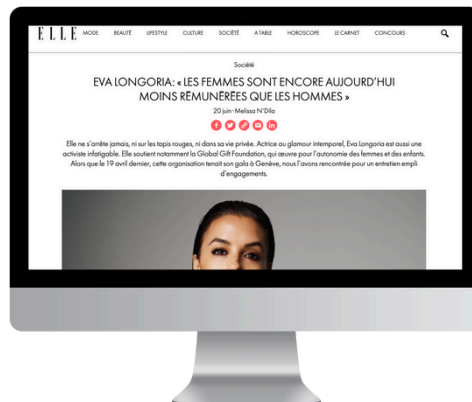 ELLE MODE BEAUTÉ LIFESTYLE CULTURE SOCIÉTÉ A TABLE HOROSCOPE LE CARNET CONCOURS
Société
EVA LONGORIA: « LES FEMMES SONT ENCORE AUJOURD'HUI
MOINS RÉMUNÉRÉES QUE LES HOMMES »
20 juin- Melissa N'Dila
Elle ne s'arrête jamais, ni sur les tapis rouges, ni dans sa vie privée. Actrice au glamour intemporel, Eva Longoria est aussi une
activiste infatigable. Elle soutient notamment la Global Gift Foundation, qui œuvre pour l'autonomie des femmes et des enfants.
Alors que le 19 avril dernier, cette organisation tenait son gala à Genève, nous l'avons rencontrée pour un entretien empli
d'engagements.